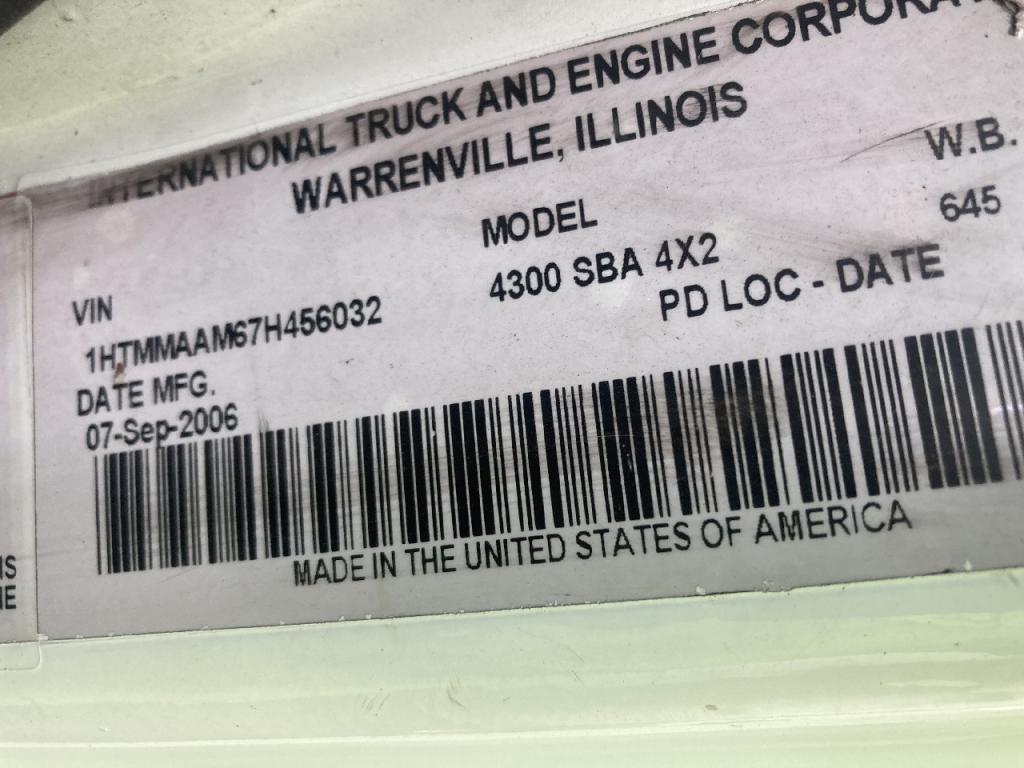 INTERNATIONAL TRUCK AND ENGINE
WARRENVILLE, ILLINOIS
MODEL W.B.
4300 SBA 4X2 645
VIN
1HTMMAAM67H456032 PD LOC - DATE
DATE MFG.
07-Sep-2006
MADE IN THE UNITED STATES OF AMERICA